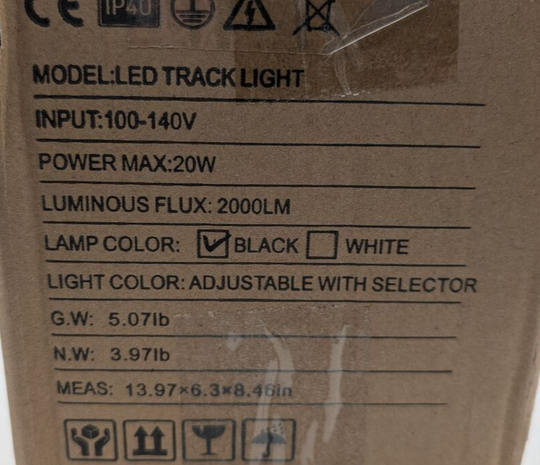 CE IP40
MODEL:LED TRACK LIGHT
INPUT:100-140V
POWER MAX:20W
LUMINOUS FLUX: 2000LM
LAMP COLOR: BLACK WHITE
LIGHT COLOR: ADJUSTABLE WITH SELECTOR
G.W: 5.07lb
N.W: 3.97lb
MEAS: 13.97×6.3×8.46in